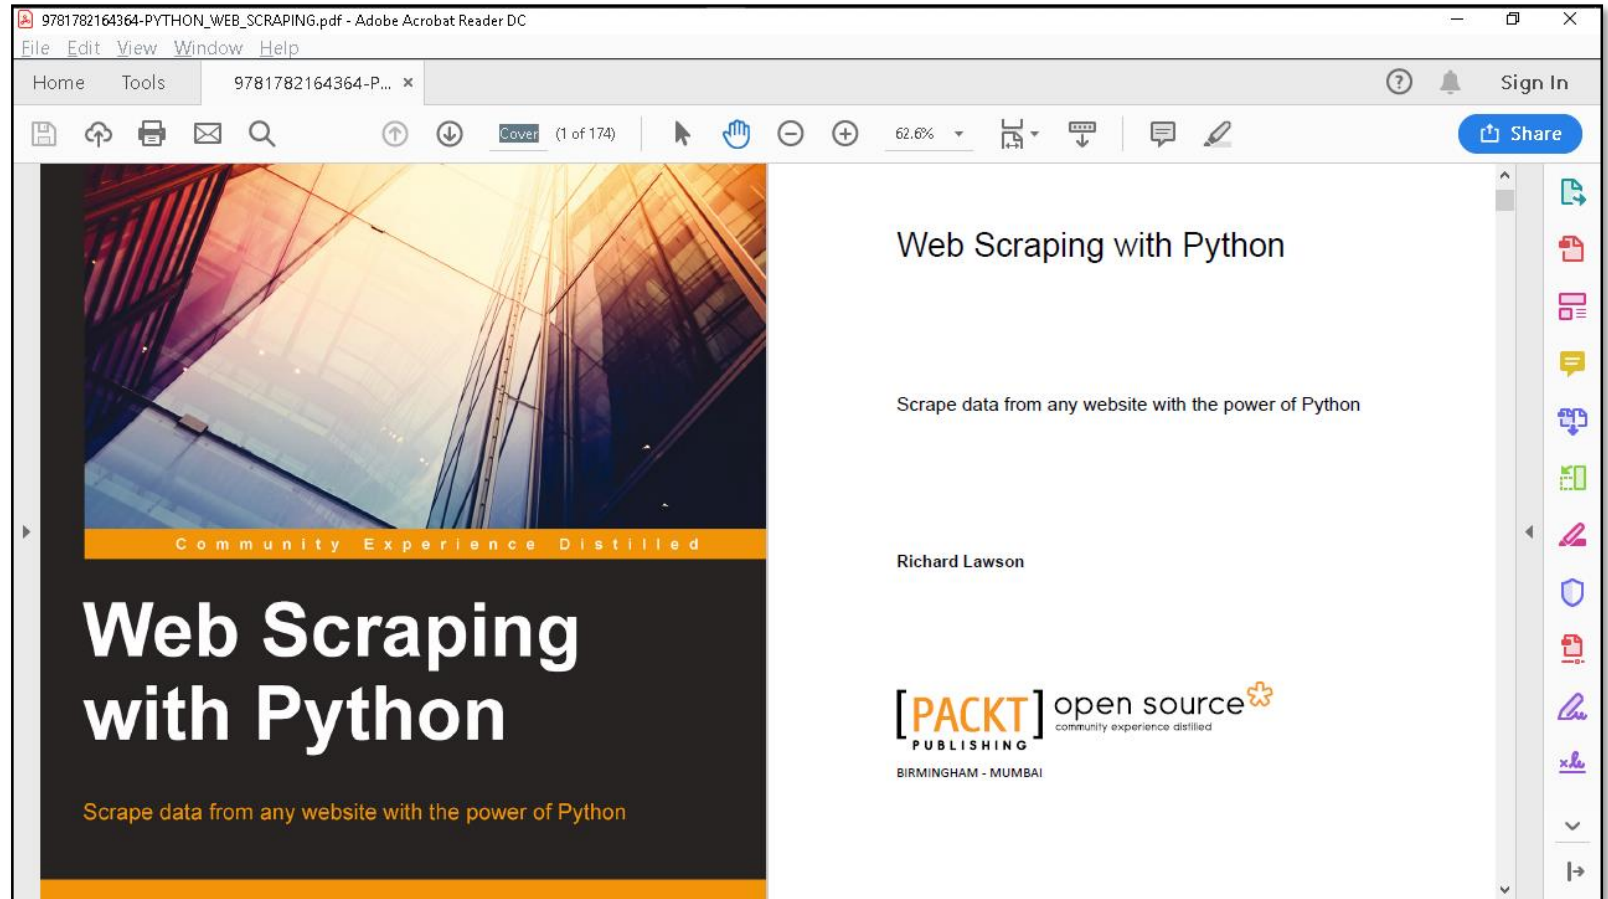 9781782164364-PYTHON_WEB_SCRAPING.pdf - Adobe Acrobat Reader DC
File Edit View Window Help
Home Tools 9781782164364-P... × Sign In
Cover (1 of 174) 62.6% Share
Community Experience Distilled
Web Scraping
with Python
Scrape data from any website with the power of Python
Web Scraping with Python
Scrape data from any website with the power of Python
Richard Lawson
[PACKT] open source
PUBLISHING community experience distilled
BIRMINGHAM - MUMBAI